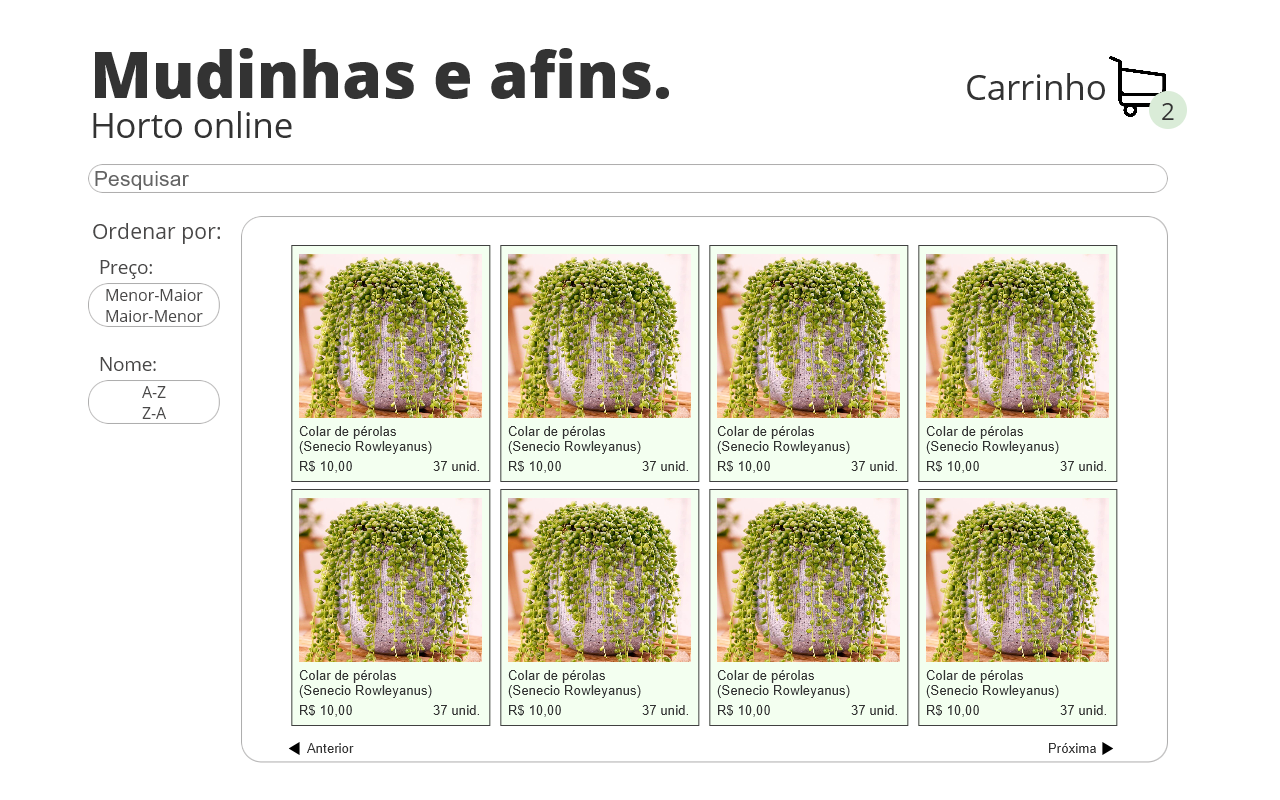 Mudinhas e afins.
Horto online
Carrinho
2
Pesquisar
Ordenar por:
Preço:
Menor-Maior
Maior-Menor
Nome:
A-Z
Z-A
Colar de pérolas
(Senecio Rowleyanus)
R$ 10,00 37 unid.
Colar de pérolas
(Senecio Rowleyanus)
R$ 10,00 37 unid.
Colar de pérolas
(Senecio Rowleyanus)
R$ 10,00 37 unid.
Colar de pérolas
(Senecio Rowleyanus)
R$ 10,00 37 unid.
Colar de pérolas
(Senecio Rowleyanus)
R$ 10,00 37 unid.
Colar de pérolas
(Senecio Rowleyanus)
R$ 10,00 37 unid.
Colar de pérolas
(Senecio Rowleyanus)
R$ 10,00 37 unid.
Colar de pérolas
(Senecio Rowleyanus)
R$ 10,00 37 unid.
Anterior
Próxima